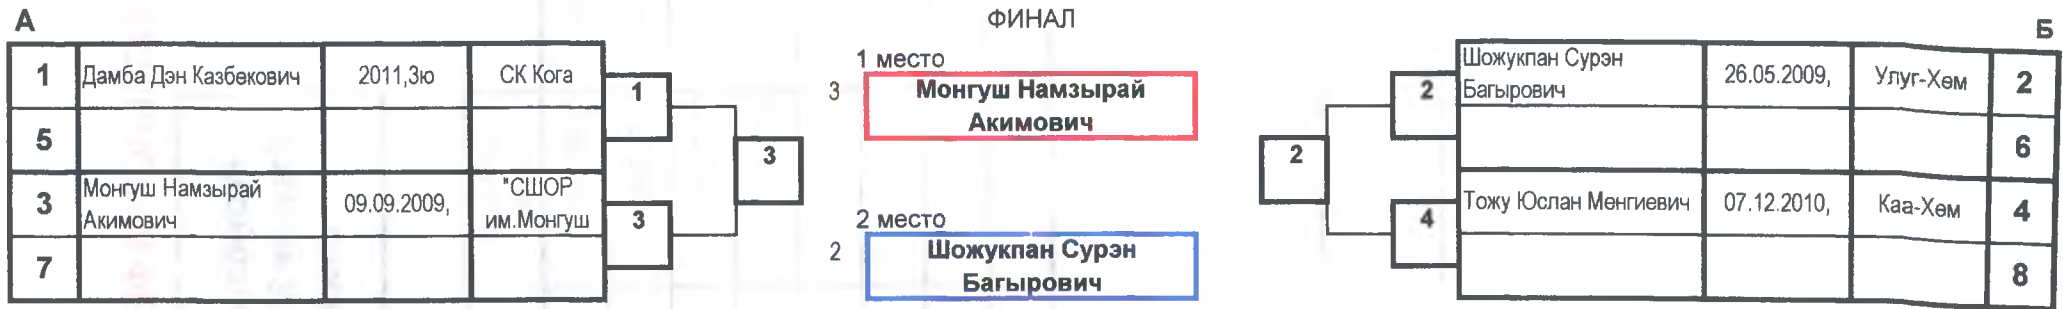 А
ФИНАЛ
Б
1 Дамба Дэн Казбекович 2011,3ю СК Кога
5
3 Монгуш Намзырай Акимович 09.09.2009, "СШОР им.Монгуш
7
1
3
3
1 место
3 Монгуш Намзырай
Акимович
2 место
2 Шожукпан Сурэн
Багырович
2
2
4
Шожукпан Сурэн Багырович 26.05.2009, Улуг-Хөм 2
6
Тожу Юслан Менгиевич 07.12.2010, Каа-Хөм 4
8